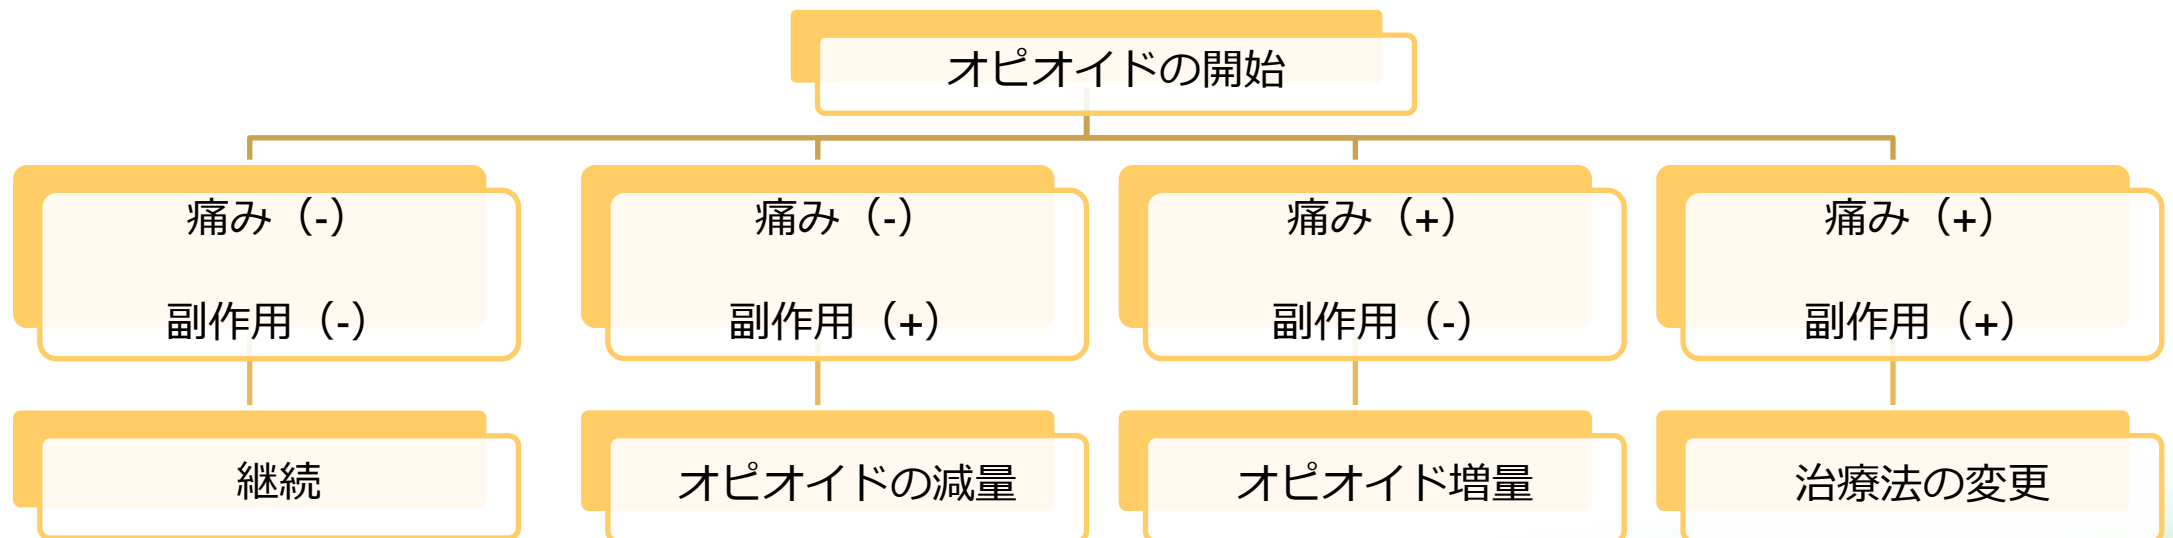 オピオイドの開始
痛み（-）
副作用（-）
痛み（-）
副作用（+）
痛み（+）
副作用（-）
痛み（+）
副作用（+）
継続
オピオイドの減量
オピオイド増量
治療法の変更